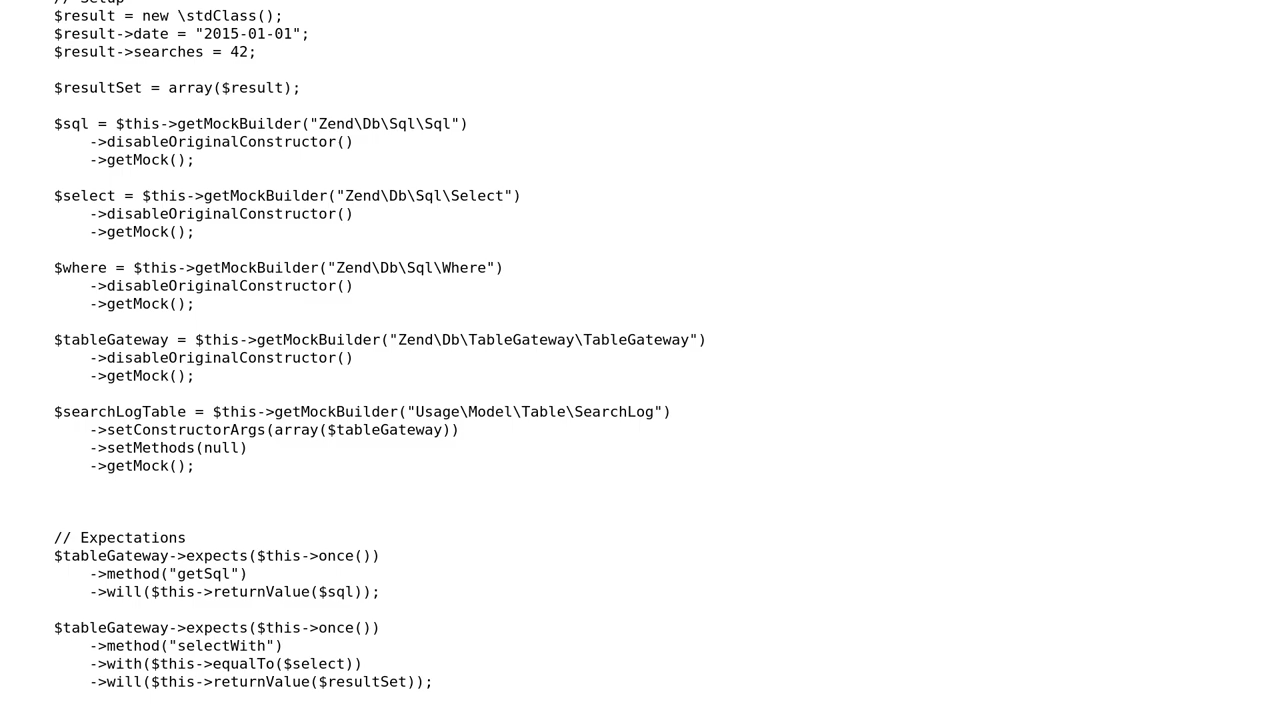 // Setup
$result = new \stdClass();
$result->date = "2015-01-01";
$result->searches = 42;

$resultSet = array($result);

$sql = $this->getMockBuilder("Zend\Db\Sql\Sql")
    ->disableOriginalConstructor()
    ->getMock();

$select = $this->getMockBuilder("Zend\Db\Sql\Select")
    ->disableOriginalConstructor()
    ->getMock();

$where = $this->getMockBuilder("Zend\Db\Sql\Where")
    ->disableOriginalConstructor()
    ->getMock();

$tableGateway = $this->getMockBuilder("Zend\Db\TableGateway\TableGateway")
    ->disableOriginalConstructor()
    ->getMock();

$searchLogTable = $this->getMockBuilder("Usage\Model\Table\SearchLog")
    ->setConstructorArgs(array($tableGateway))
    ->setMethods(null)
    ->getMock();

// Expectations
$tableGateway->expects($this->once())
    ->method("getSql")
    ->will($this->returnValue($sql));

$tableGateway->expects($this->once())
    ->method("selectWith")
    ->with($this->equalTo($select))
    ->will($this->returnValue($resultSet));